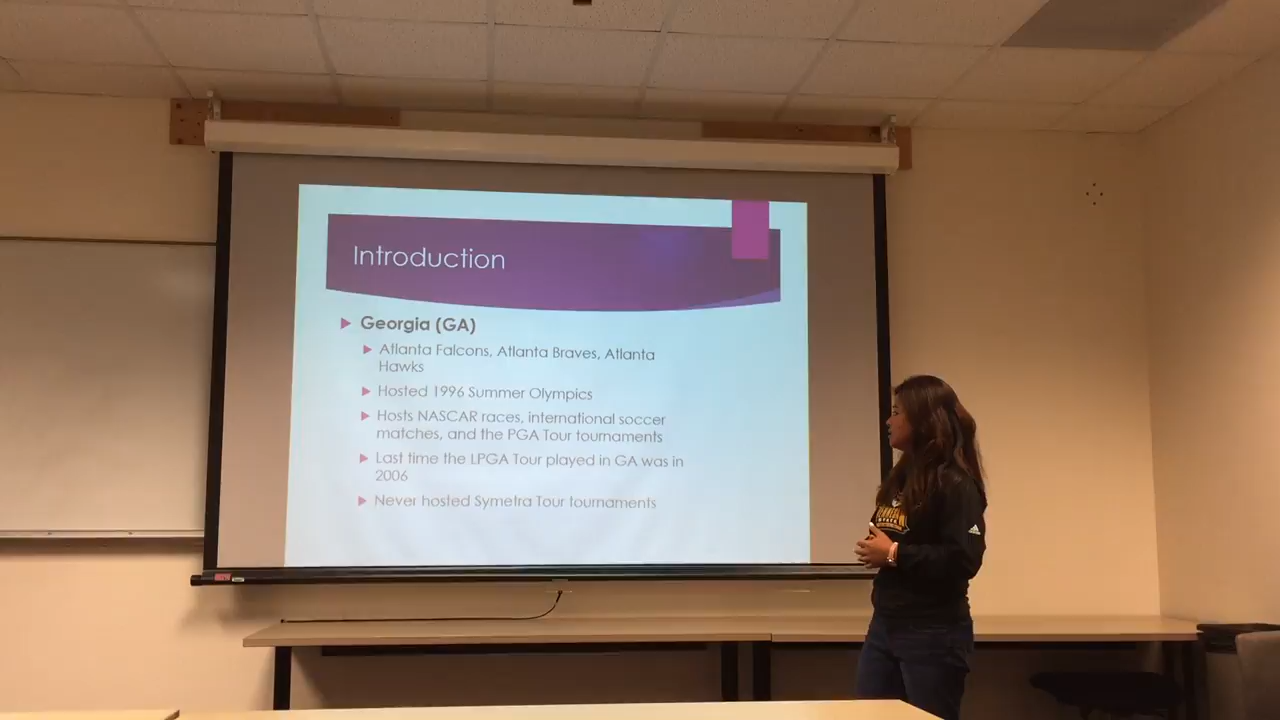 Introduction
Georgia (GA)
Atlanta Falcons, Atlanta Braves, Atlanta
Hawks
Hosted 1996 Summer Olympics
Hosts NASCAR races, international soccer
matches, and the PGA Tour tournaments
Last time the LPGA Tour played in GA was in
2006
Never hosted Symetra Tour tournaments